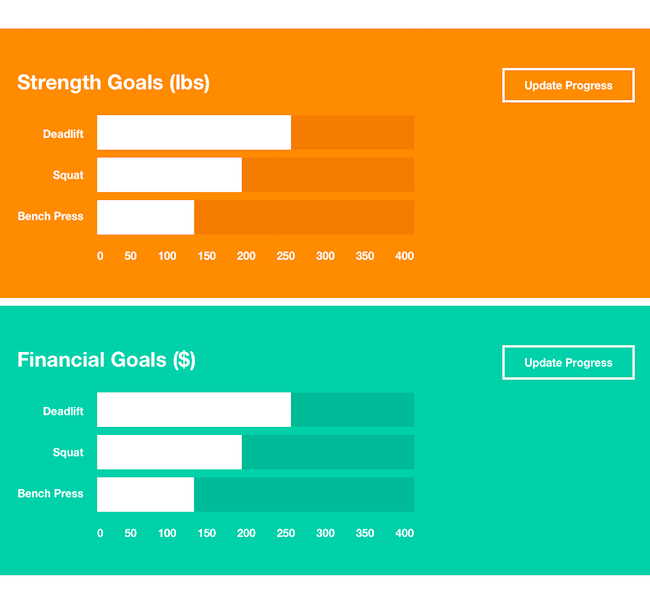 Strength Goals (lbs)
Update Progress
Deadlift
Squat
Bench Press
0 50 100 150 200 250 300 350 400
Financial Goals ($)
Update Progress
Deadlift
Squat
Bench Press
0 50 100 150 200 250 300 350 400